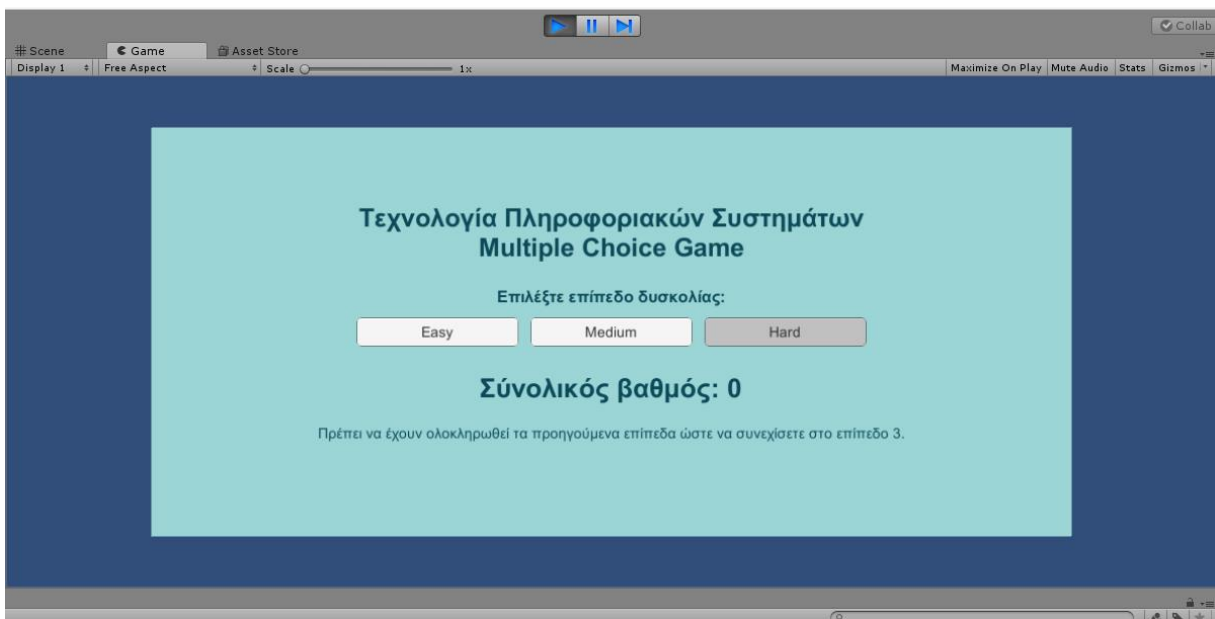 Collab
# Scene Game Asset Store
Display 1 Free Aspect Scale 1x Maximize On Play Mute Audio Stats Gizmos
Τεχνολογία Πληροφοριακών Συστημάτων
Multiple Choice Game
Επιλέξτε επίπεδο δυσκολίας:
Easy Medium Hard
Σύνολικός βαθμός: 0
Πρέπει να έχουν ολοκληρωθεί τα προηγούμενα επίπεδα ώστε να συνεχίσετε στο επίπεδο 3.